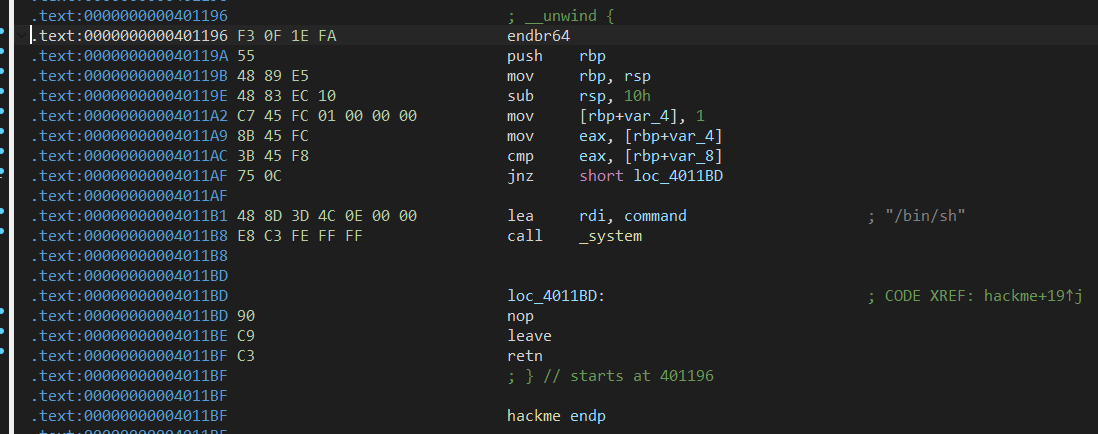 .text:0000000000401196 ; __unwind {
.text:0000000000401196 F3 0F 1E FA endbr64
.text:000000000040119A 55 push rbp
.text:000000000040119B 48 89 E5 mov rbp, rsp
.text:000000000040119E 48 83 EC 10 sub rsp, 10h
.text:00000000004011A2 C7 45 FC 01 00 00 00 mov [rbp+var_4], 1
.text:00000000004011A9 8B 45 FC mov eax, [rbp+var_4]
.text:00000000004011AC 3B 45 F8 cmp eax, [rbp+var_8]
.text:00000000004011AF 75 0C jnz short loc_4011BD
.text:00000000004011AF
.text:00000000004011B1 48 8D 3D 4C 0E 00 00 lea rdi, command ; "/bin/sh"
.text:00000000004011B8 E8 C3 FE FF FF call _system
.text:00000000004011B8
.text:00000000004011BD
.text:00000000004011BD loc_4011BD: ; CODE XREF: hackme+19↑j
.text:00000000004011BD 90 nop
.text:00000000004011BE C9 leave
.text:00000000004011BF C3 retn
.text:00000000004011BF ; } // starts at 401196
.text:00000000004011BF
.text:00000000004011BF hackme endp